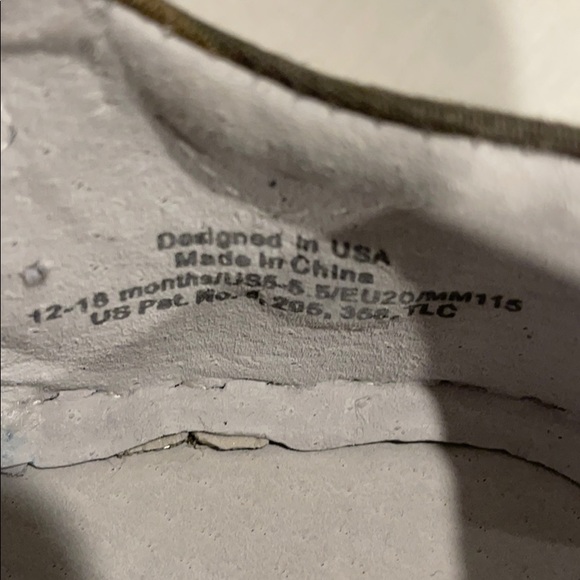 Designed in USA
Made in China
12-18 months/US5-5.5/EU20/MM115
US Pat. No. 205, TLC